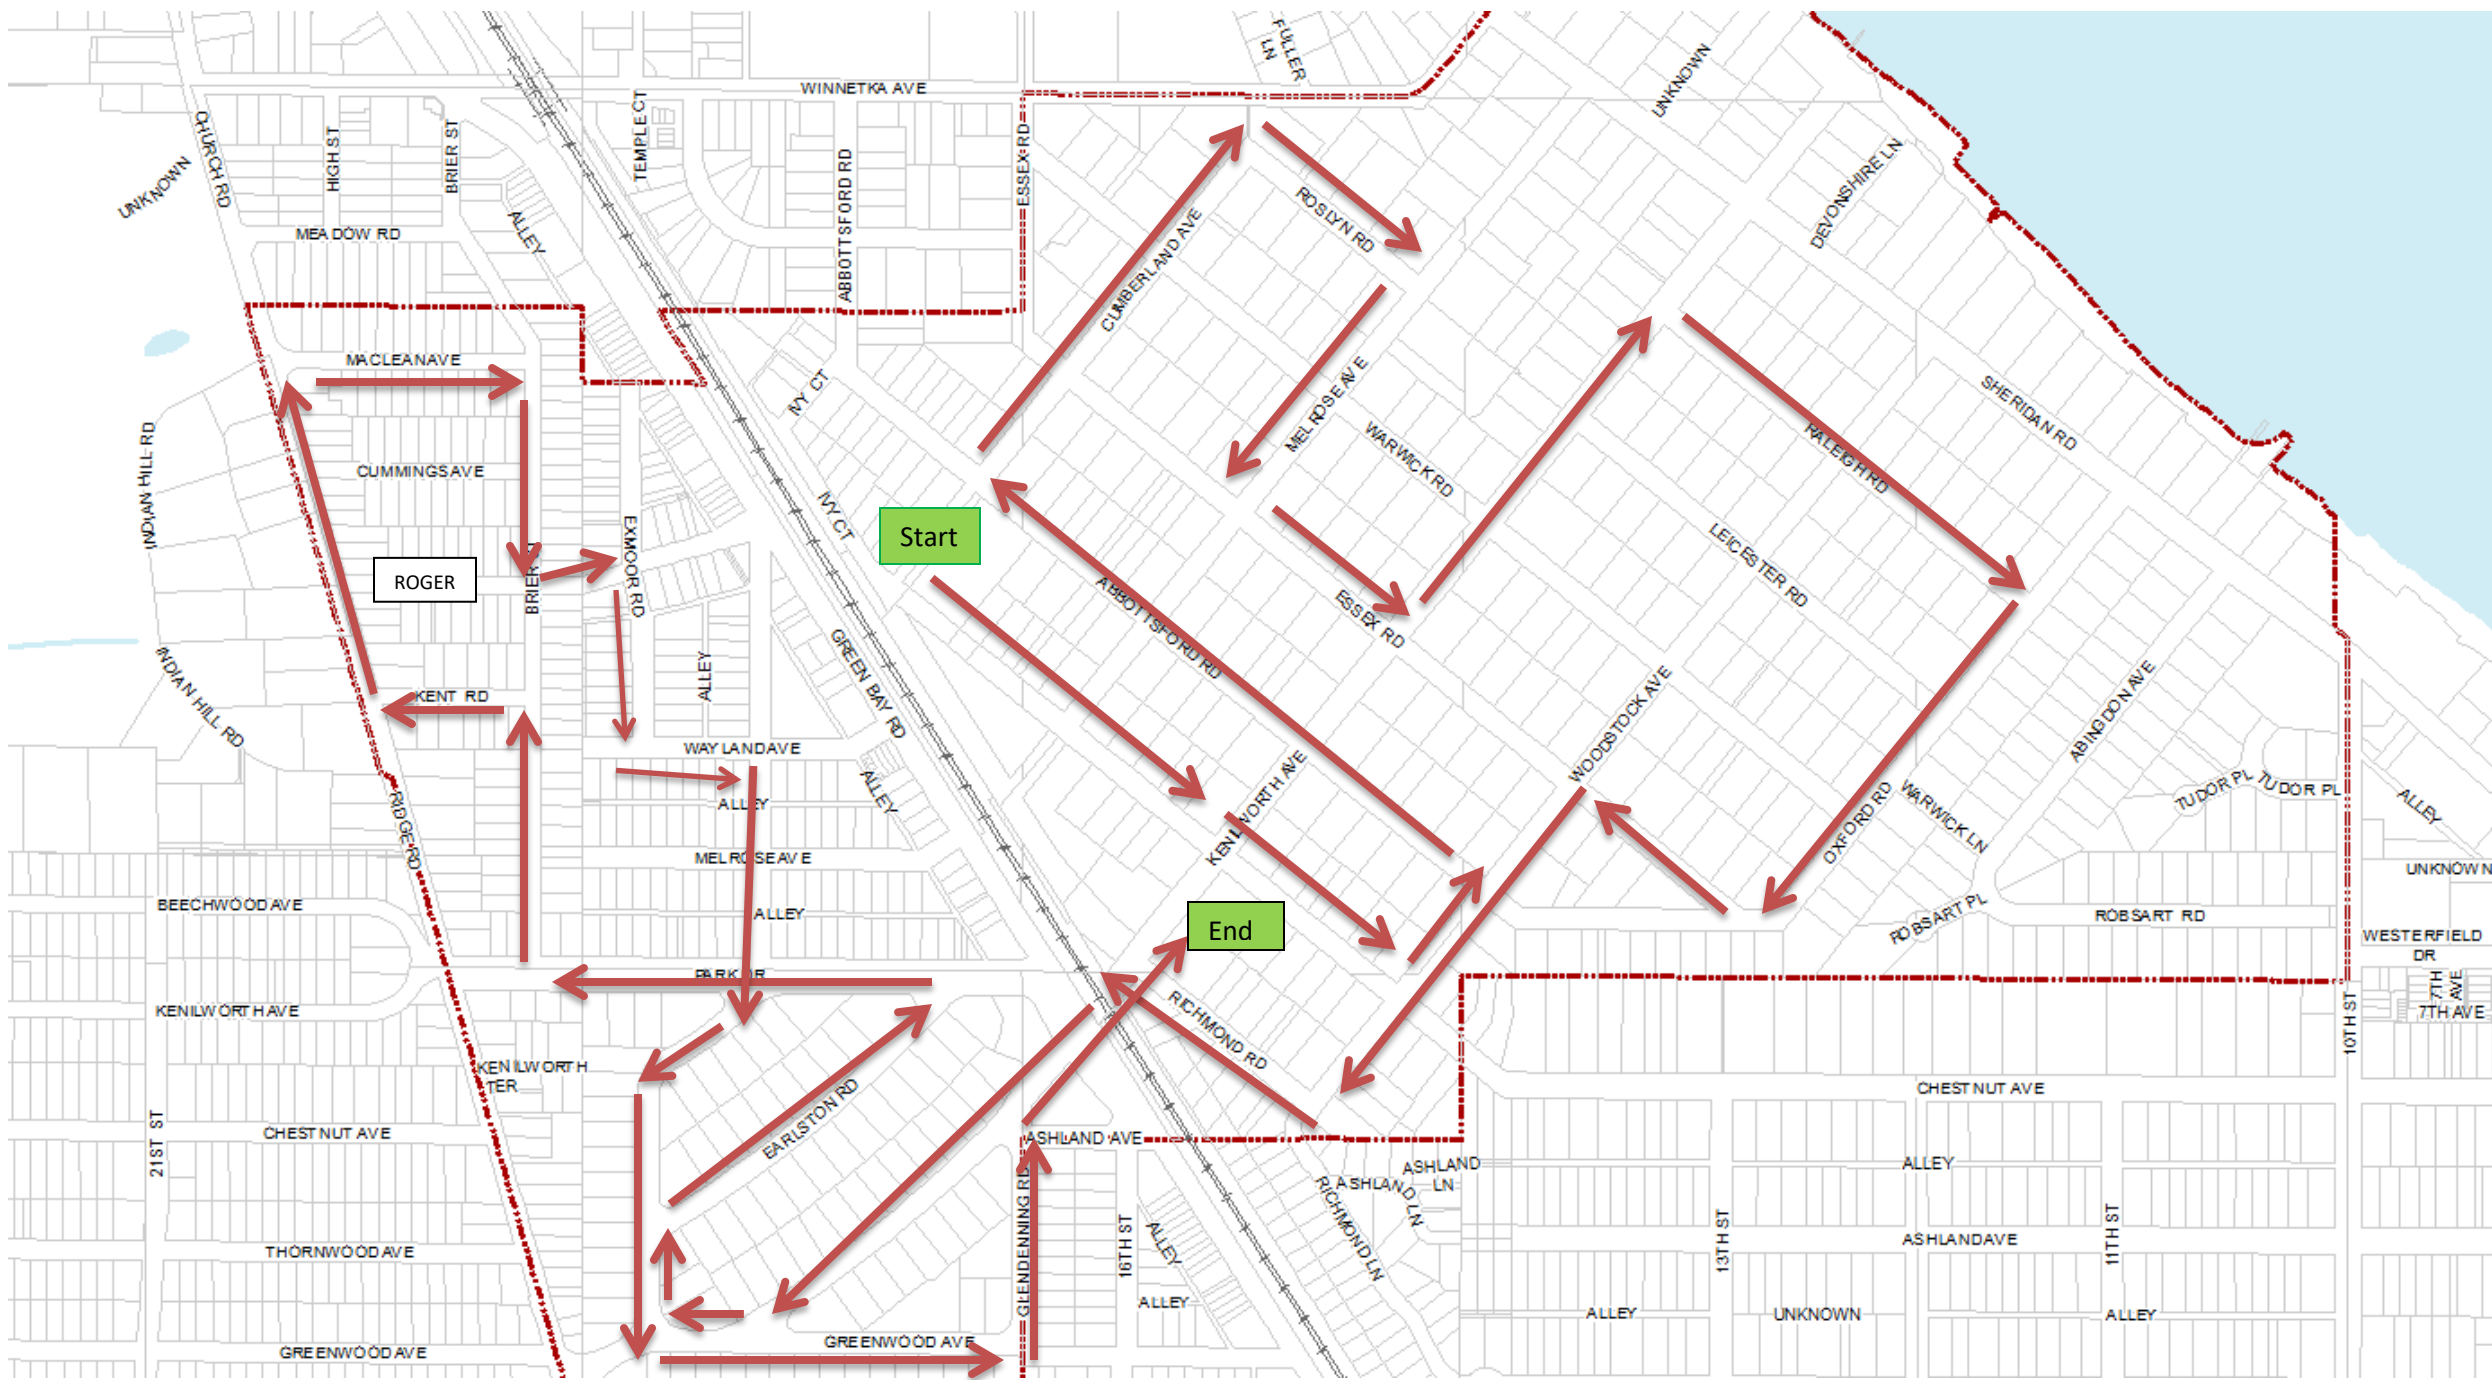 FULLER
LN
WINNETKA AVE
UNKNOWN
TEMPLE CT
CHURCH RD
HIGH ST
BRIER ST
ESSEX RD
UNKNOWN
ABBOTTSFORD RD
DEVONSHIRE LN
ROSLYN RD
ALLEY
MEADOW RD
CUMBERLAND AVE
MACLEAN AVE
IVY CT
MELROSE AVE
SHERIDAN RD
WARWICK RD
RALEIGH RD
INDIAN HILL RD
CUMMINGS AVE
IVY CT
Start
EXMOOR RD
LEICESTER RD
ROGER
BRIER ST
ABBOTTSFORD RD
ESSEX RD
GREEN BAY RD
ALLEY
INDIAN HILL RD
KENT RD
WOODSTOCK AVE
ABINGDON AVE
WAYLAND AVE
KENILWORTH AVE
ALLEY
ALLEY
TUDOR PL
TUDOR PL
ALLEY
RIDGE RD
OXFORD RD
WARWICK LN
MELROSE AVE
UNKNOWN
BEECHWOOD AVE
ALLEY
ROBSART PL
ROBSART RD
End
WESTERFIELD
DR
PARK DR
7TH
AVE
KENILWORTH AVE
RICHMOND RD
7TH AVE
10TH ST
KENILWORTH
TER
CHESTNUT AVE
EARLSTON RD
CHESTNUT AVE
21ST ST
ASHLAND AVE
ASHLAND
LN
ALLEY
ASHLAND LN
GLENDENNING RD
RICHMOND LN
16TH ST
ALLEY
13TH ST
11TH ST
THORNWOOD AVE
ASHLAND AVE
ALLEY
ALLEY
UNKNOWN
ALLEY
GREENWOOD AVE
GREENWOOD AVE